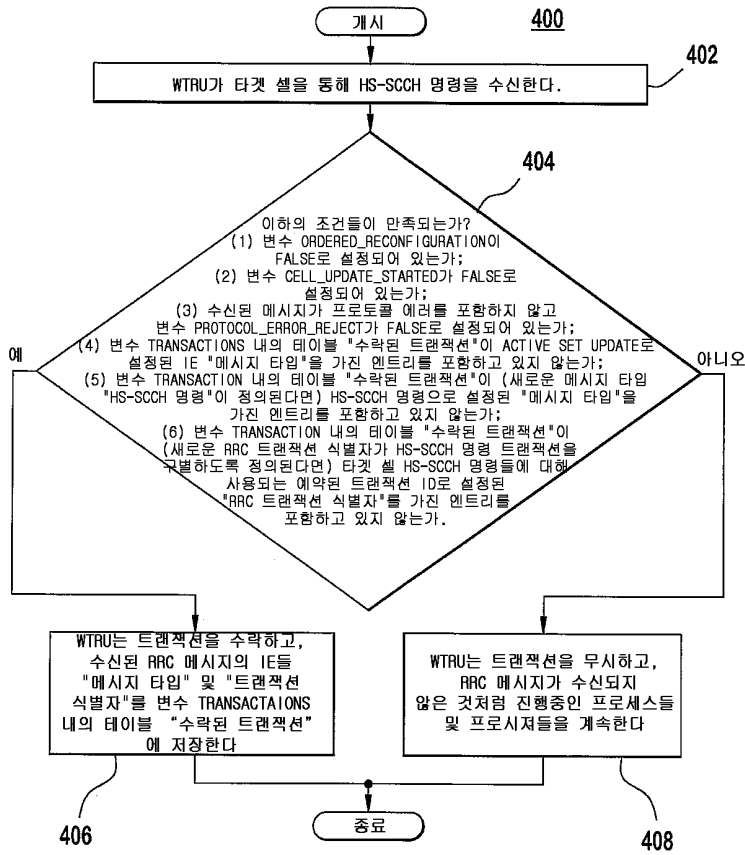 개시
400
402
WTRU가 타겟 셀을 통해 HS-SCCH 명령을 수신한다.
404
이하의 조건들이 만족되는가?
(1) 변수 ORDERED_RECONFIGURATION이
FALSE로 설정되어 있는가;
(2) 변수 CELL_UPDATE_STARTED가 FALSE로
설정되어 있는가;
(3) 수신된 메시지가 프로토콜 에러를 포함하지 않고
변수 PROTOCOL_ERROR_REJECT가 FALSE로 설정되어 있는가;
(4) 변수 TRANSACTIONS 내의 테이블 "수락된 트랜잭션"이 ACTIVE SET UPDATE로
설정된 IE "메시지 타입"을 가진 엔트리를 포함하고 있지 않는가;
(5) 변수 TRANSACTION 내의 테이블 "수락된 트랜잭션"이 (새로운 메시지 타입
"HS-SCCH 명령"이 정의된다면) HS-SCCH 명령으로 설정된 "메시지 타입"을
가진 엔트리를 포함하고 있지 않는가;
(6) 변수 TRANSACTION 내의 테이블 "수락된 트랜잭션"이
(새로운 RRC 트랜잭션 식별자가 HS-SCCH 명령 트랜잭션을
구별하도록 정의된다면) 타겟 셀 HS-SCCH 명령들에 대해
사용되는 예약된 트랜잭션 ID로 설정된
"RRC 트랜잭션 식별자"를 가진 엔트리를
포함하고 있지 않는가.
예
아니오
WTRU는 트랜잭션을 수락하고,
수신된 RRC 메시지의 IE들
"메시지 타입" 및 "트랜잭션
식별자"를 변수 TRANSACTAIONS
내의 테이블 “수락된 트랜잭션”
에 저장한다
WTRU는 트랜잭션을 무시하고,
RRC 메시지가 수신되지
않은 것처럼 진행중인 프로세스들
및 프로시져들을 계속한다
406
종료
408